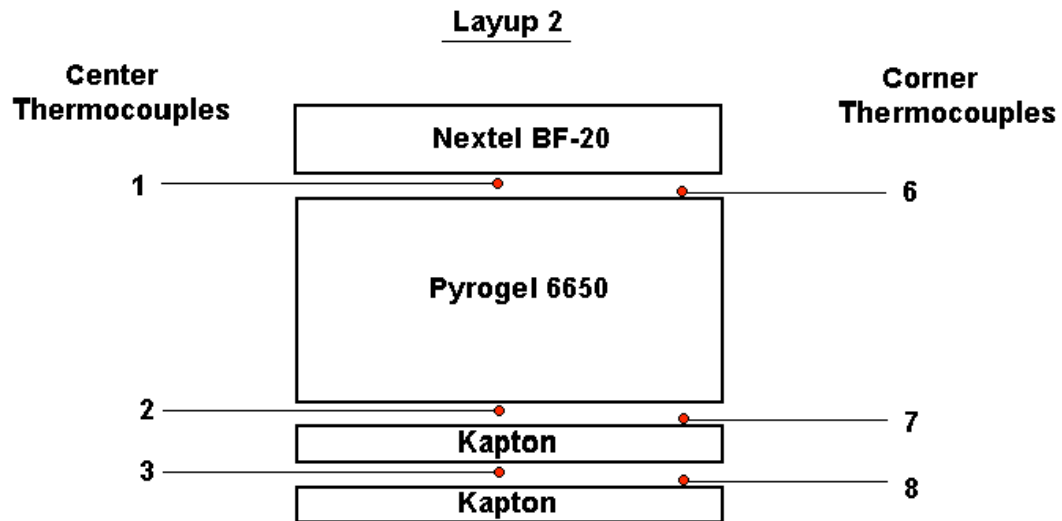 Layup 2
Center
Thermocouples
Corner
Thermocouples
Nextel BF-20
1
6
Pyrogel 6650
2
7
Kapton
3
8
Kapton